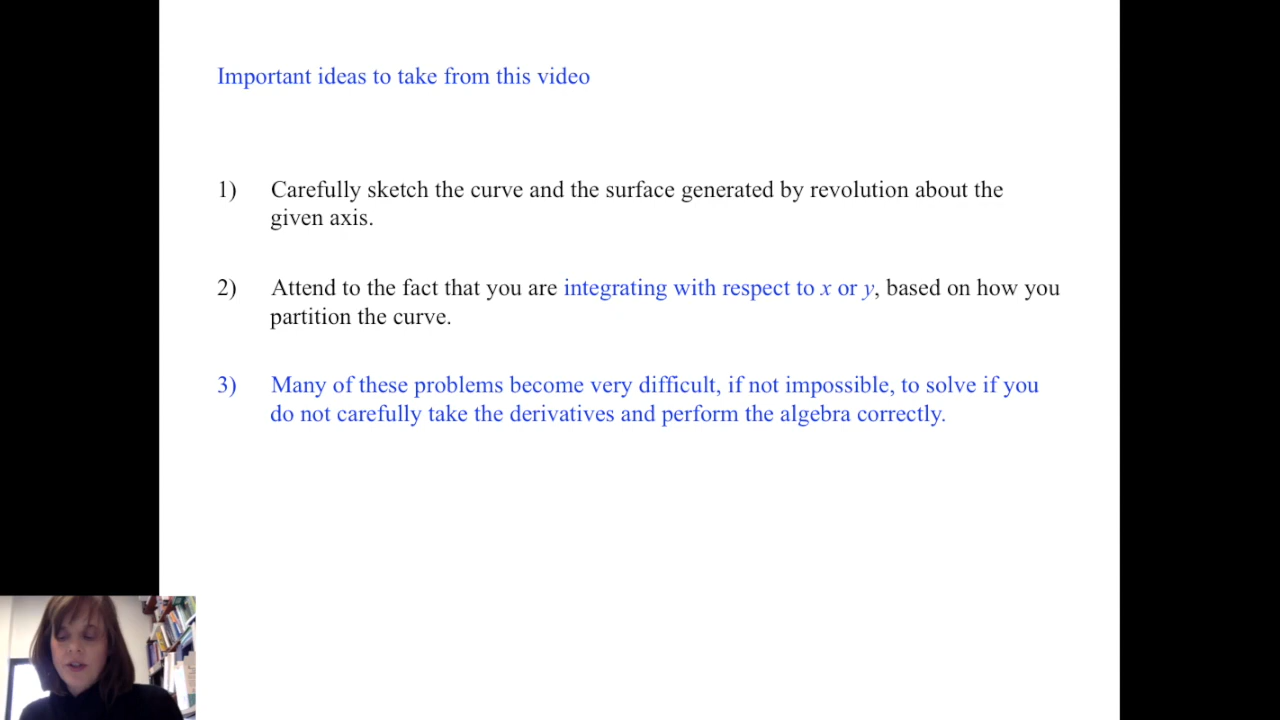 Important ideas to take from this video
1) Carefully sketch the curve and the surface generated by revolution about the
given axis.
2) Attend to the fact that you are integrating with respect to x or y, based on how you
partition the curve.
3) Many of these problems become very difficult, if not impossible, to solve if you
do not carefully take the derivatives and perform the algebra correctly.